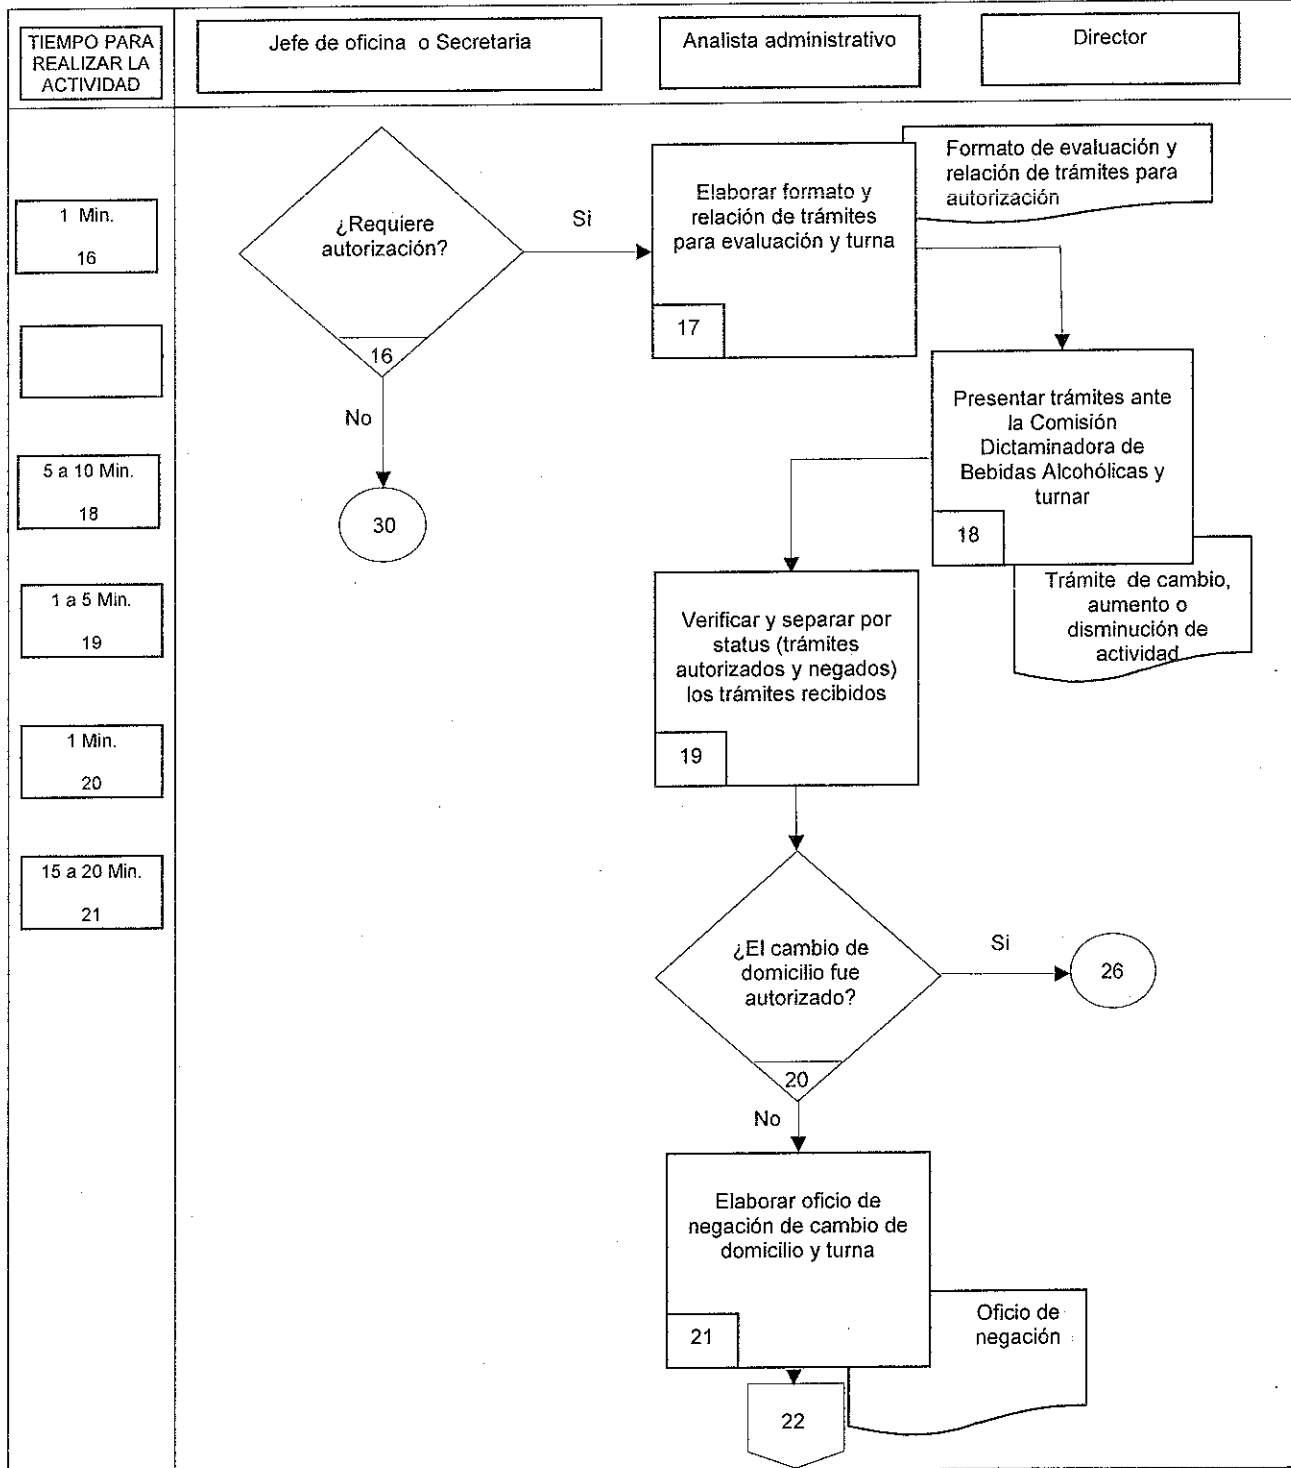 TIEMPO PARA
REALIZAR LA
ACTIVIDAD
Jefe de oficina o Secretaria
Analista administrativo
Director
1 Min.
16
5 a 10 Min.
18
1 a 5 Min.
19
1 Min.
20
15 a 20 Min.
21
¿Requiere
autorización?
16
Si
No
30
Elaborar formato y
relación de trámites
para evaluación y turna
17
Formato de evaluación y
relación de trámites para
autorización
Presentar trámites ante
la Comisión
Dictaminadora de
Bebidas Alcohólicas y
turnar
18
Trámite de cambio,
aumento o
disminución de
actividad
Verificar y separar por
status (trámites
autorizados y negados)
los trámites recibidos
19
¿El cambio de
domicilio fue
autorizado?
20
Si
26
No
Elaborar oficio de
negación de cambio de
domicilio y turna
21
Oficio de
negación
22